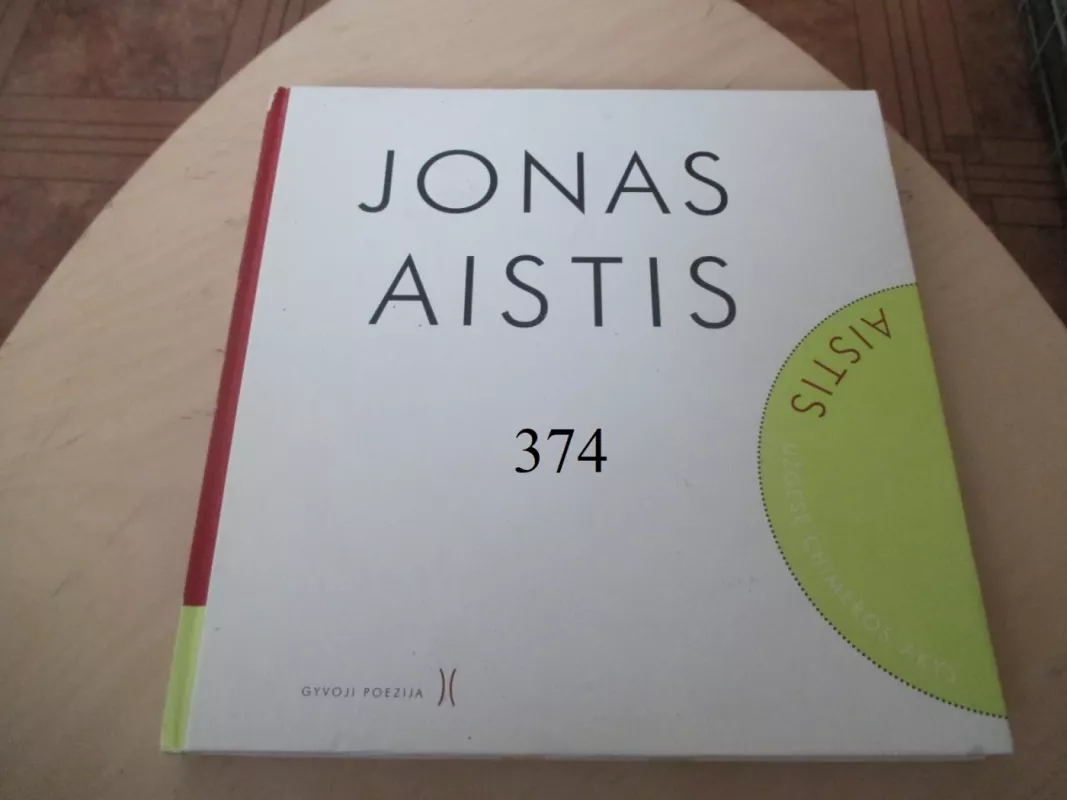 JONAS
AISTIS
AISTIS
UŽGESĘ CHIMEROS AKYS
374
GYVOJI POEZIJA